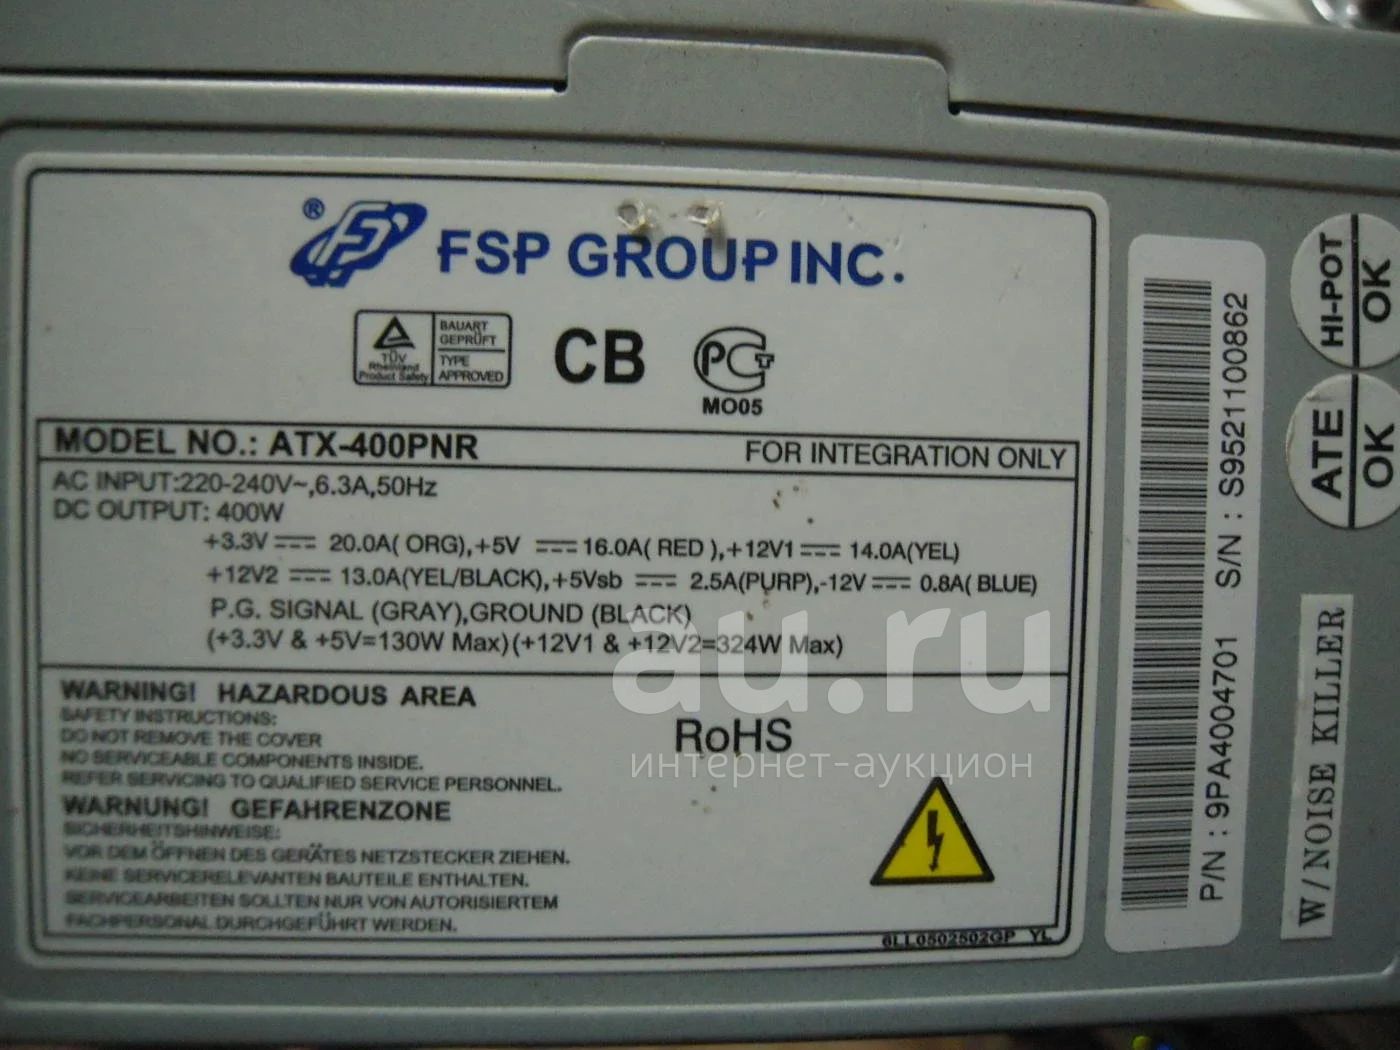 ® FSP GROUP INC.
TÜV
Rheinland
Product Safety
BAUART
GEPRÜFT
TYPE
APPROVED
CB
РСТ
MO05
MODEL NO.: ATX-400PNR FOR INTEGRATION ONLY
AC INPUT:220-240V~,6.3A,50Hz
DC OUTPUT: 400W
+3.3V 20.0A( ORG),+5V 16.0A( RED ),+12V1 14.0A(YEL)
+12V2 13.0A(YEL/BLACK),+5Vsb 2.5A(PURP),-12V 0.8A( BLUE)
P.G. SIGNAL (GRAY),GROUND (BLACK)
(+3.3V & +5V=130W Max)(+12V1 & +12V2=324W Max)
WARNING! HAZARDOUS AREA
SAFETY INSTRUCTIONS:
DO NOT REMOVE THE COVER
NO SERVICEABLE COMPONENTS INSIDE.
REFER SERVICING TO QUALIFIED SERVICE PERSONNEL.
WARNUNG! GEFAHRENZONE
SICHERHEITSHINWEISE:
VOR DEM ÖFFNEN DES GERÄTES NETZSTECKER ZIEHEN.
KEINE SERVICERELEVANTEN BAUTEILE ENTHALTEN.
SERVICEARBEITEN SOLLTEN NUR VON AUTORISIERTEM
FACHPERSONAL DURCHGEFÜHRT WERDEN.
RoHS
6LL0502502GP YL
P/N : 9PA4004701 S/N : S9521100862
HI-POT
OK
ATE
OK
W/NOISE KILLER
au.ru
интернет-аукцион